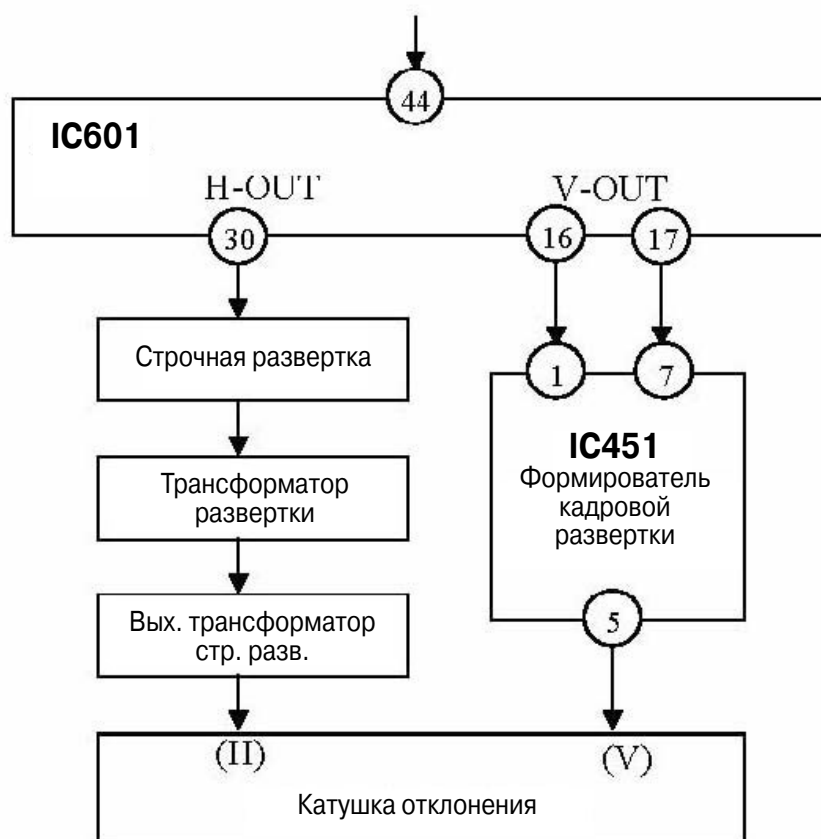 44
IC601
H-OUT
V-OUT
30
16
17
Строчная развертка
1
7
Трансформатор
развертки
IC451
Формирователь
кадровой
развертки
Вых. трансформатор
стр. разв.
5
(II)
(V)
Катушка отклонения